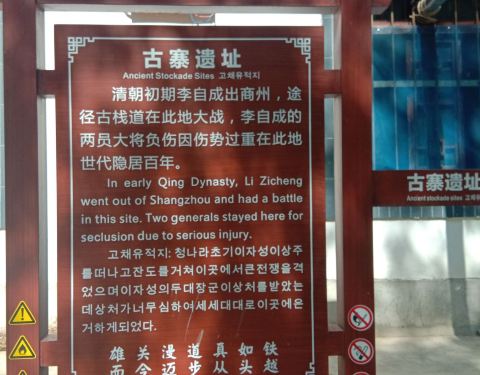 古寨遗址
Ancient Stockade Sites 고채유적지
清朝初期李自成出商州，途
径古栈道在此地大战，李自成的
两员大将负伤因伤势过重在此地
世代隐居百年。
In early Qing Dynasty, Li Zicheng
went out of Shangzhou and had a battle
in this site. Two generals stayed here for
seclusion due to serious injury.
고채유적지: 청나라초기이자성이상주
를떠나고잔도를거쳐이곳에서큰전쟁을겪
었으며이자성의두대장군이상처를받았는
데상처가너무심하여세세대대로이곳에은
거하게되었다.
雄关漫道真如铁
而今迈步从头越
古寨遗址
Ancient stockade sites 고채유적